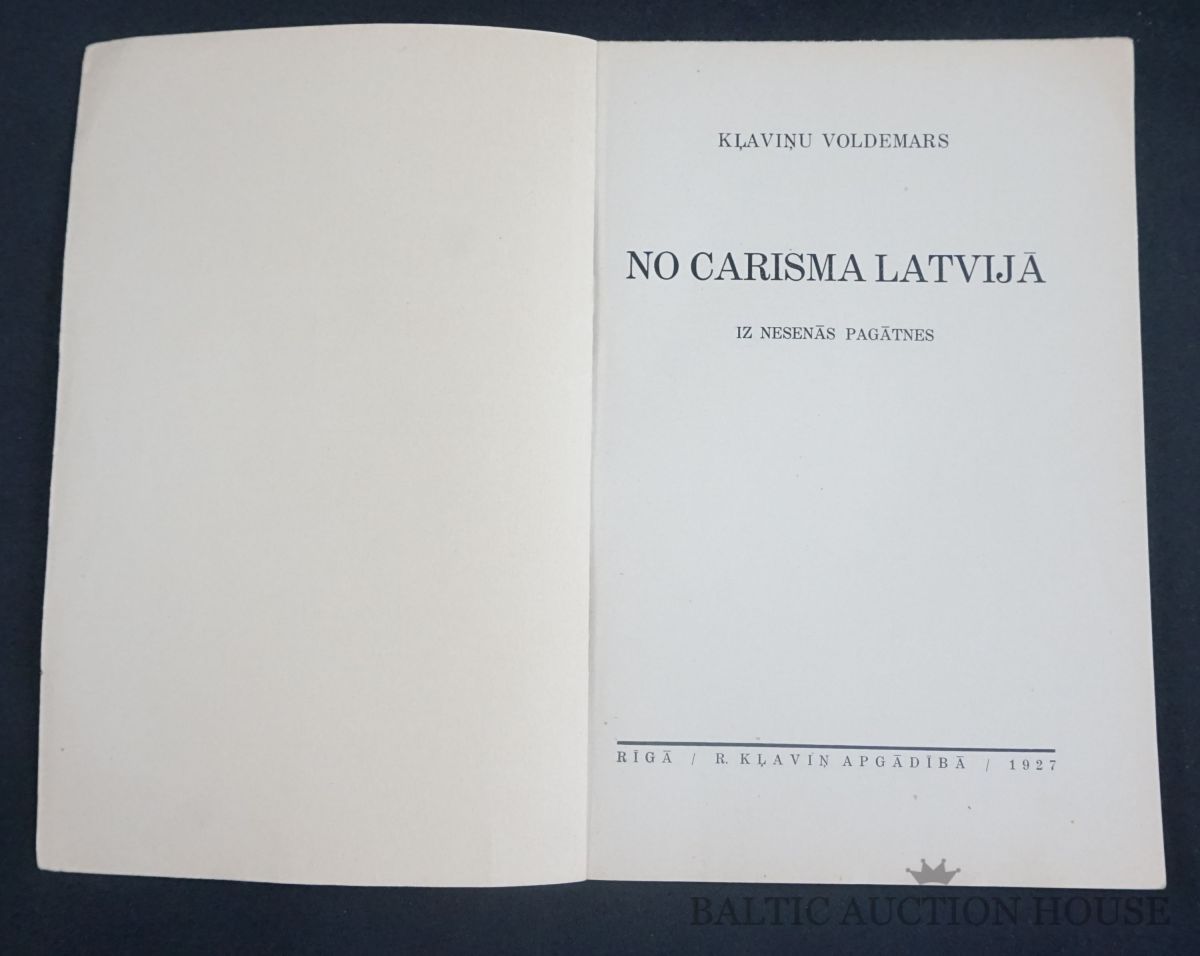 KĻAVIŅU VOLDEMARS
NO CARISMA LATVIJĀ
IZ NESENĀS PAGĀTNES
RĪGĀ / R. KĻAVIŅ APGĀDĪBĀ / 1927
BALTIC AUCTION HOUSE